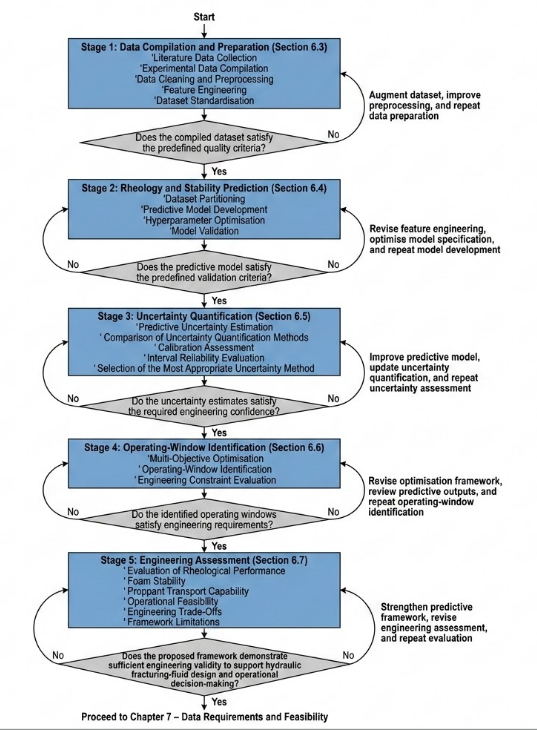 Start
Stage 1: Data Compilation and Preparation (Section 6.3)
'Literature Data Collection
'Experimental Data Compilation
'Data Cleaning and Preprocessing
'Feature Engineering
'Dataset Standardisation
Augment dataset, improve
preprocessing, and repeat
data preparation
Does the compiled dataset satisfy
the predefined quality criteria?
No
Yes
Stage 2: Rheology and Stability Prediction (Section 6.4)
'Dataset Partitioning
'Predictive Model Development
'Hyperparameter Optimisation
'Model Validation
Revise feature engineering,
optimise model specification,
and repeat model development
No
Does the predictive model satisfy
the predefined validation criteria?
No
Yes
Stage 3: Uncertainty Quantification (Section 6.5)
'Predictive Uncertainty Estimation
'Comparison of Uncertainty Quantification Methods
'Calibration Assessment
'Interval Reliability Evaluation
'Selection of the Most Appropriate Uncertainty Method
Improve predictive model,
update uncertainty
quantification, and repeat
uncertainty assessment
No
Do the uncertainty estimates satisfy
the required engineering confidence?
No
Yes
Stage 4: Operating-Window Identification (Section 6.6)
'Multi-Objective Optimisation
'Operating-Window Identification
'Engineering Constraint Evaluation
Revise optimisation framework,
review predictive outputs, and
repeat operating-window
identification
No
Do the identified operating windows
satisfy engineering requirements?
No
Yes
Stage 5: Engineering Assessment (Section 6.7)
'Evaluation of Rheological Performance
'Foam Stability
'Proppant Transport Capability
'Operational Feasibility
'Engineering Trade-Offs
'Framework Limitations
Strengthen predictive
framework, revise
engineering assessment,
and repeat evaluation
No
Does the proposed framework demonstrate
sufficient engineering validity to support hydraulic
fracturing-fluid design and operational
decision-making?
No
Yes
Proceed to Chapter 7 – Data Requirements and Feasibility